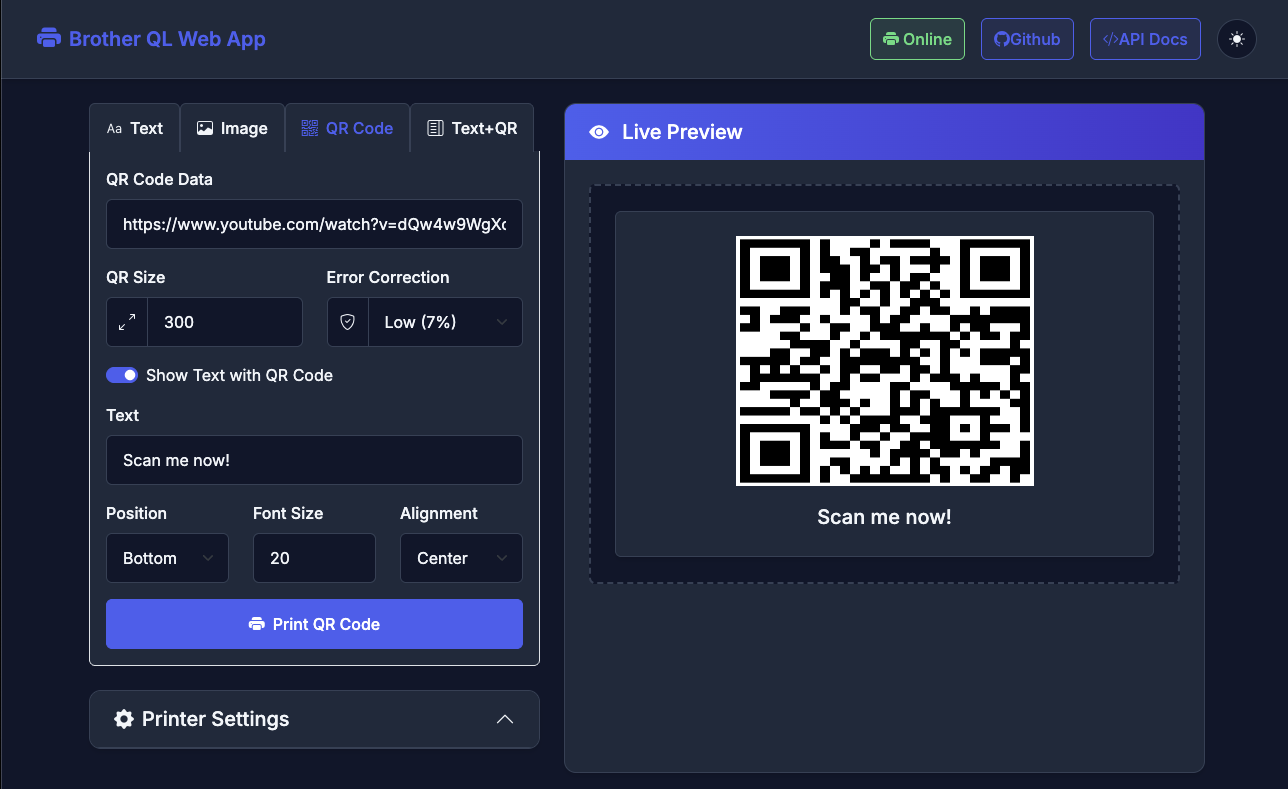 Brother QL Web App
Online
Github
</>API Docs
Aa Text
Image
QR Code
Text+QR
QR Code Data
https://www.youtube.com/watch?v=dQw4w9WgXc
QR Size
Error Correction
300
Low (7%)
Show Text with QR Code
Text
Scan me now!
Position
Font Size
Alignment
Bottom
20
Center
Print QR Code
Printer Settings
Live Preview
Scan me now!